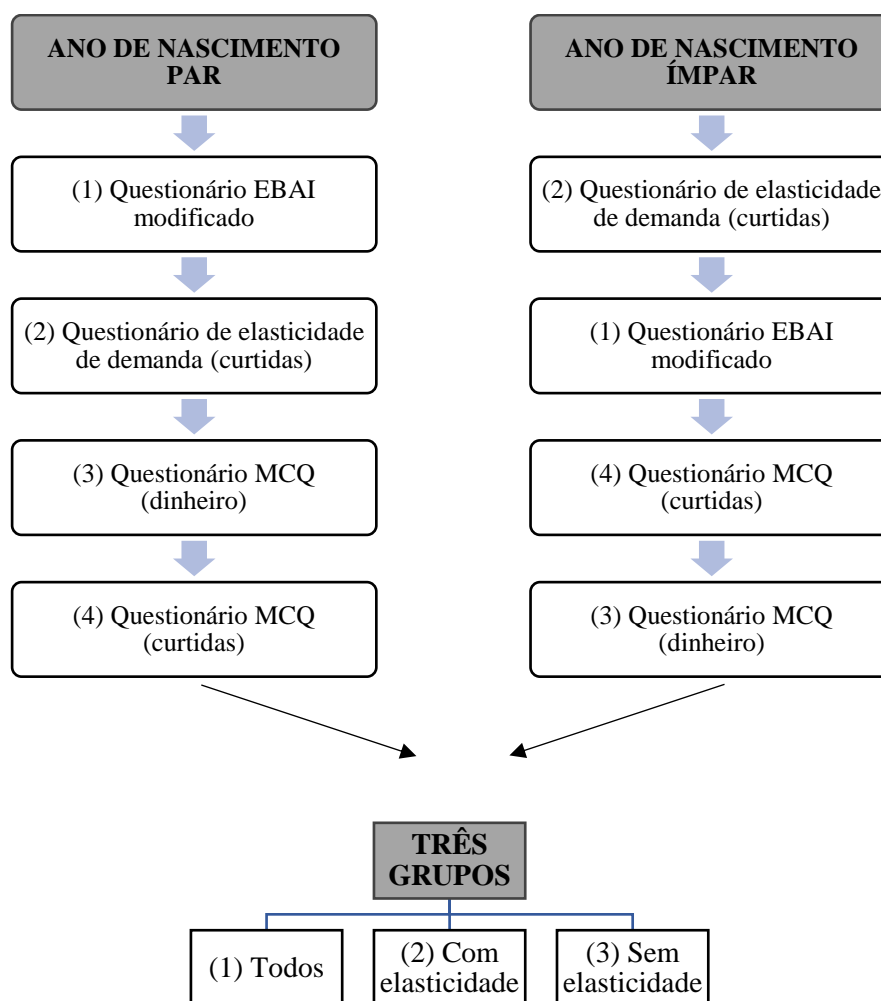 ANO DE NASCIMENTO
PAR
(1) Questionário EBAI
modificado
(2) Questionário de elasticidade
de demanda (curtidas)
(3) Questionário MCQ
(dinheiro)
(4) Questionário MCQ
(curtidas)
ANO DE NASCIMENTO
ÍMPAR
(2) Questionário de elasticidade
de demanda (curtidas)
(1) Questionário EBAI
modificado
(4) Questionário MCQ
(curtidas)
(3) Questionário MCQ
(dinheiro)
TRÊS
GRUPOS
(1) Todos
(2) Com
elasticidade
(3) Sem
elasticidade